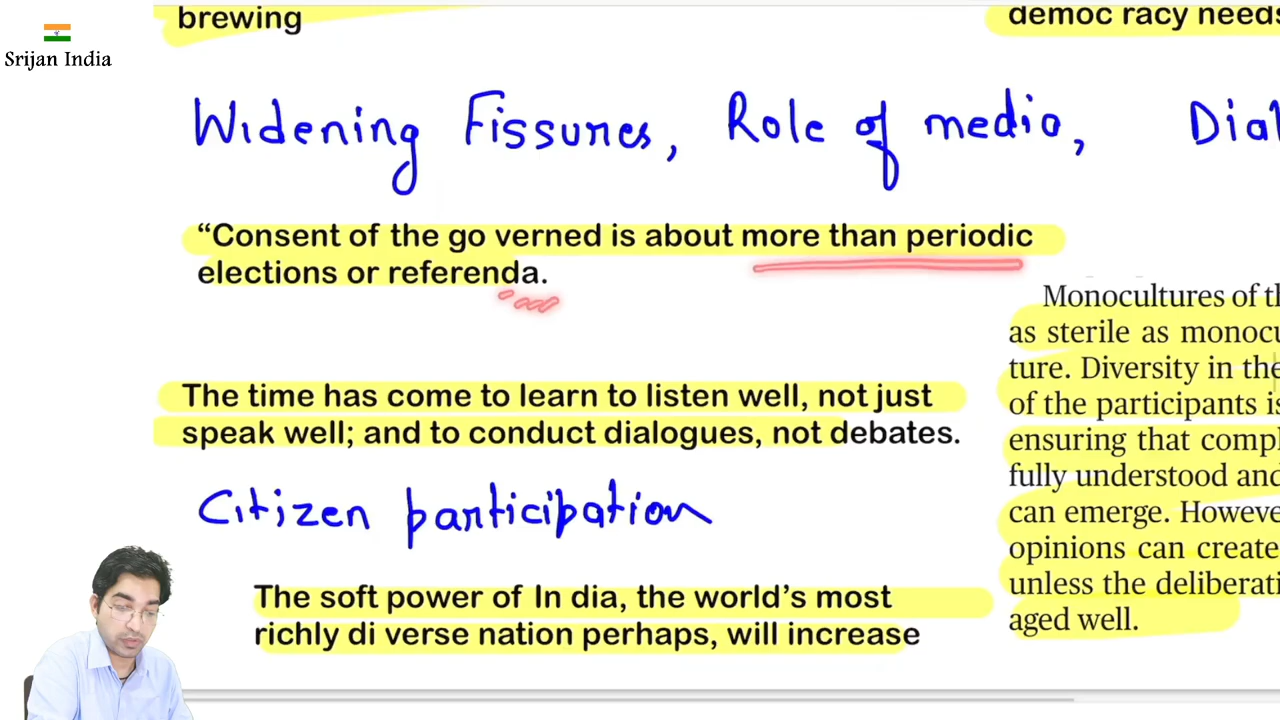 brewing
democ racy needs
Srijan India
Widening Fissures, Role of media, Dial
“Consent of the go verned is about more than periodic
elections or referenda.
The time has come to learn to listen well, not just
speak well; and to conduct dialogues, not debates.
Citizen participation
The soft power of In dia, the world’s most
richly di verse nation perhaps, will increase
Monocultures of th
as sterile as monocu
ture. Diversity in the
of the participants is
ensuring that compl
fully understood and
can emerge. Howeve
opinions can create
unless the deliberati
aged well.